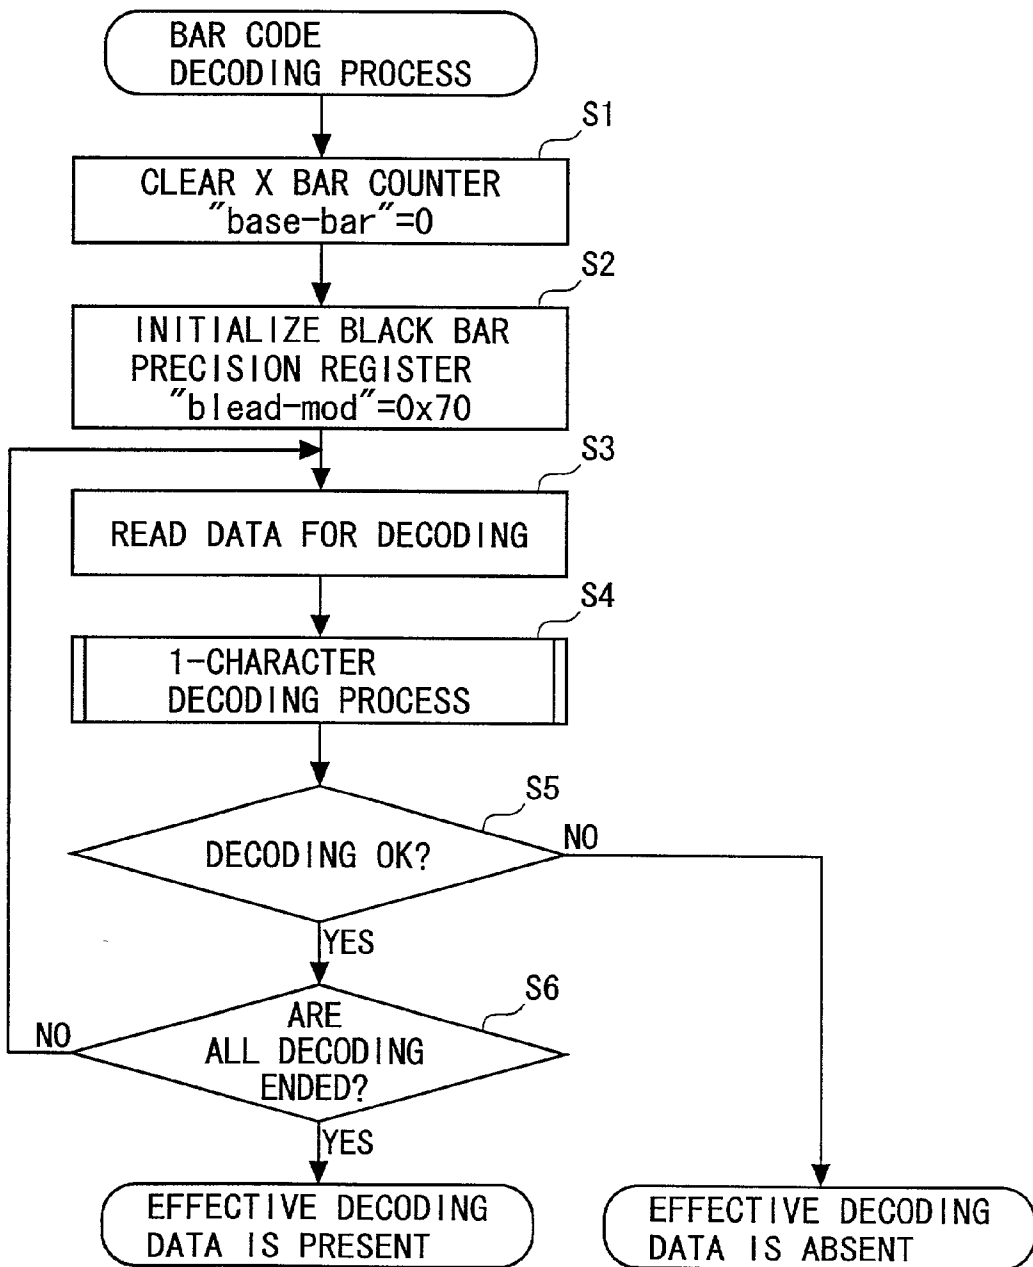 BAR CODE
DECODING PROCESS
S1
CLEAR X BAR COUNTER
"base-bar"=0
S2
INITIALIZE BLACK BAR
PRECISION REGISTER
"blead-mod"=0x70
S3
READ DATA FOR DECODING
S4
1-CHARACTER
DECODING PROCESS
S5
DECODING OK?
NO
YES
S6
ARE
ALL DECODING
ENDED?
NO
YES
EFFECTIVE DECODING
DATA IS PRESENT
EFFECTIVE DECODING
DATA IS ABSENT